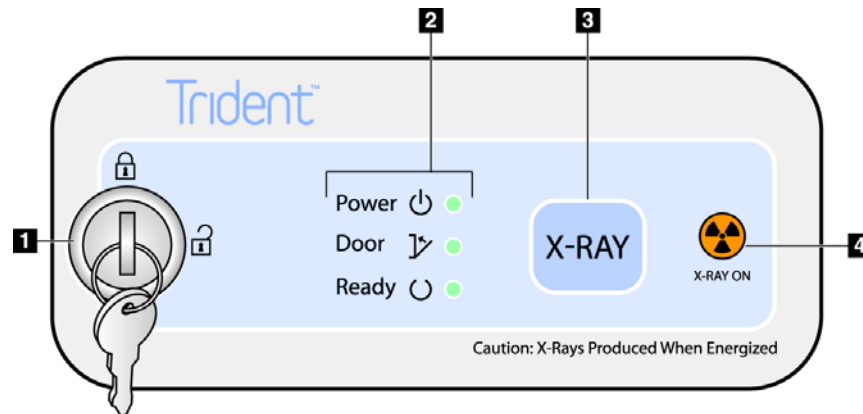 2
3
Trident™
1
Power
Door
X-RAY
4
X-RAY ON
Ready
Caution: X-Rays Produced When Energized